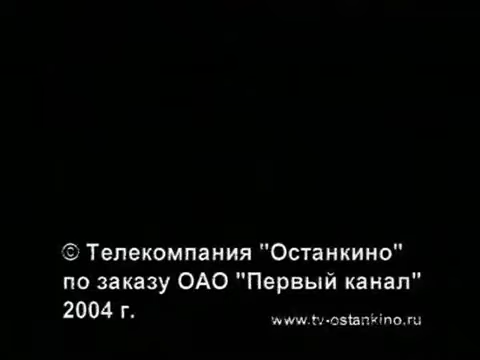 © Телекомпания "Останкино"
по заказу ОАО "Первый канал"
2004 г.
www.tv-ostankino.ru